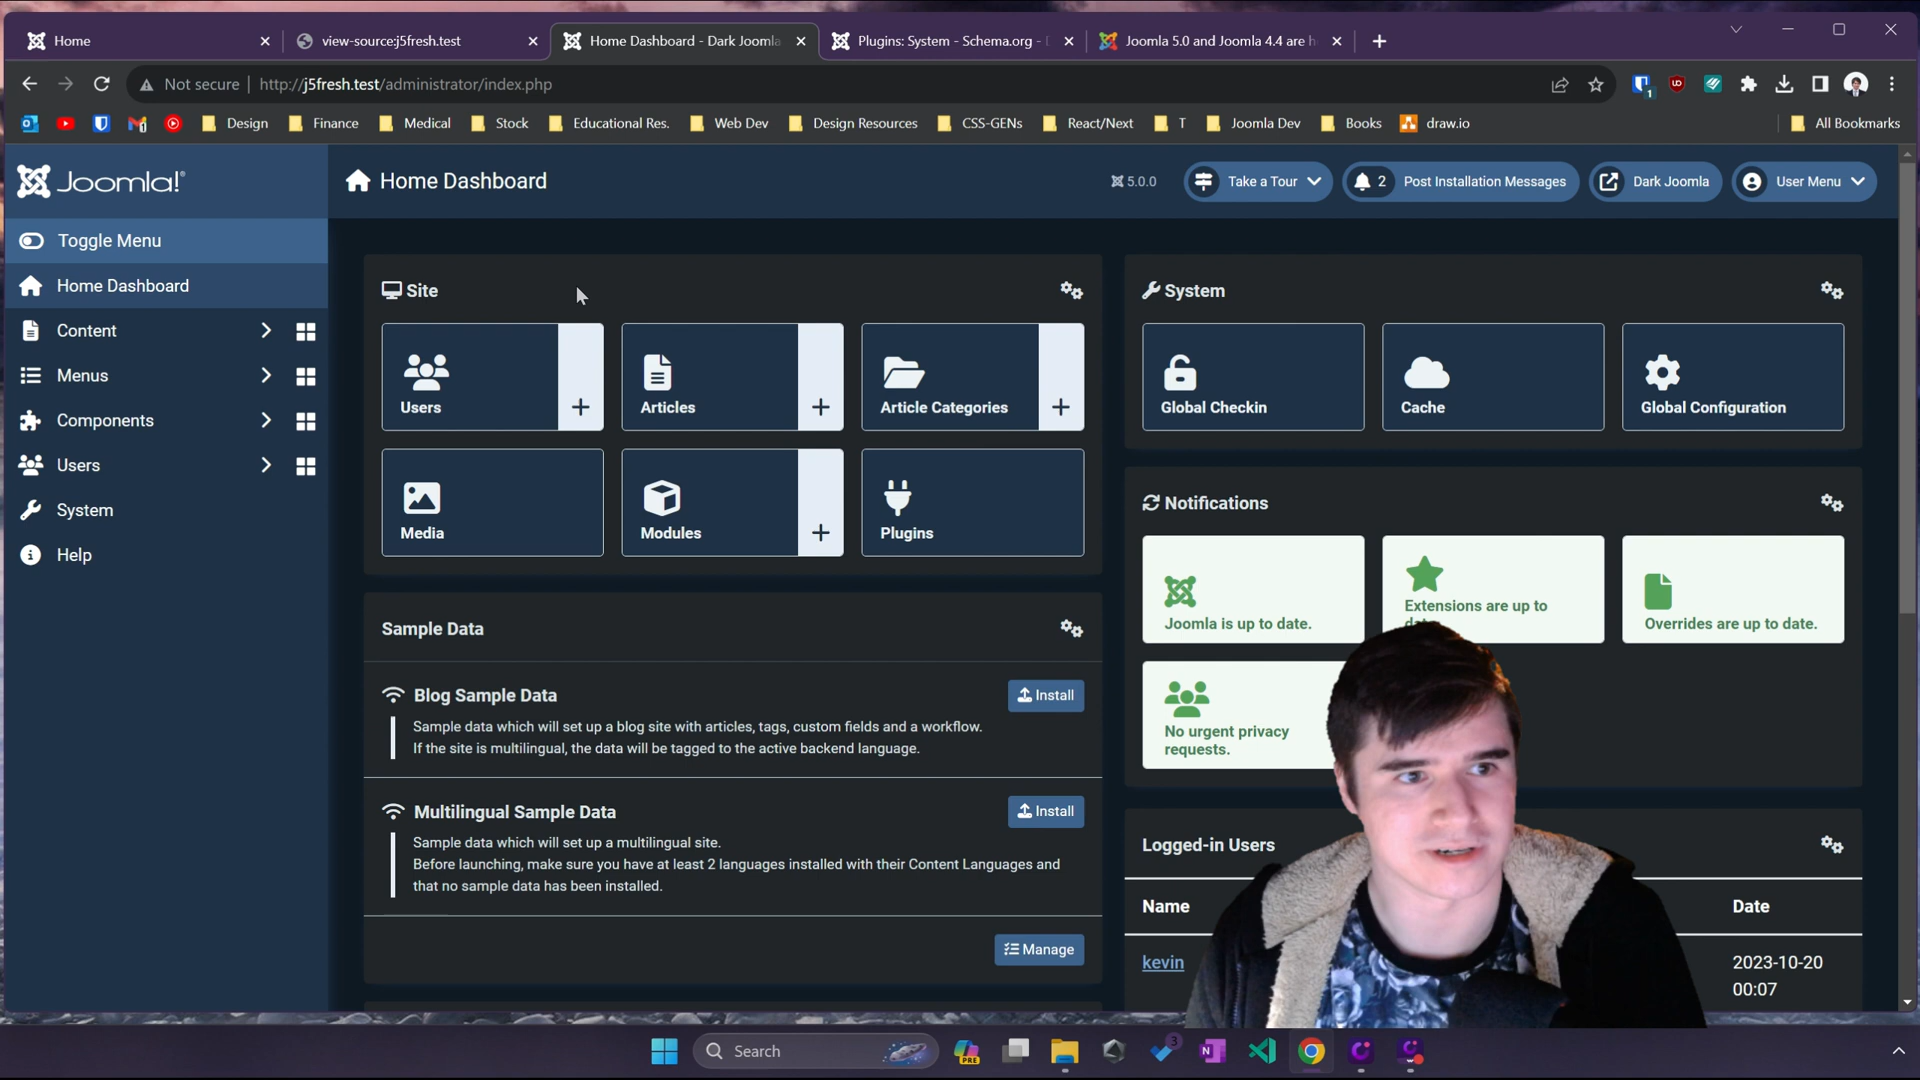 Home
view-source:j5fresh.test
Home Dashboard - Dark Joomla
Plugins: System - Schema.org -
Joomla 5.0 and Joomla 4.4 are h
Not secure
http://j5fresh.test/administrator/index.php
1
Design
Finance
Medical
Stock
Educational Res.
Web Dev
Design Resources
CSS-GENs
React/Next
T
Joomla Dev
Books
draw.io
All Bookmarks
Joomla!®
Home Dashboard
5.0.0
Take a Tour
2
Post Installation Messages
Dark Joomla
User Menu
Toggle Menu
Home Dashboard
Content
Menus
Components
Users
System
Help
Site
Users
+
Articles
+
Article Categories
+
Media
Modules
+
Plugins
Sample Data
Blog Sample Data
Install
Sample data which will set up a blog site with articles, tags, custom fields and a workflow.
If the site is multilingual, the data will be tagged to the active backend language.
Multilingual Sample Data
Install
Sample data which will set up a multilingual site.
Before launching, make sure you have at least 2 languages installed with their Content Languages and
that no sample data has been installed.
Manage
System
Global Checkin
Cache
Global Configuration
Notifications
Joomla is up to date.
Extensions are up to
Overrides are up to date.
No urgent privacy
requests.
Logged-in Users
Name
Date
kevin
2023-10-20
00:07
Search
PRE
3